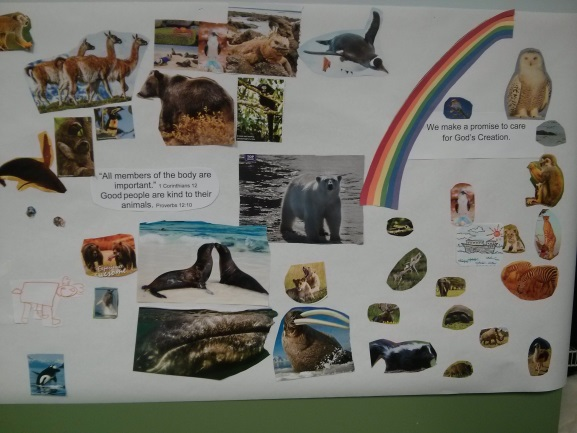 "All members of the body are
important." 1 Corinthians 12
Good people are kind to their
animals. Proverbs 12:10
We make a promise to care
for God's Creation.